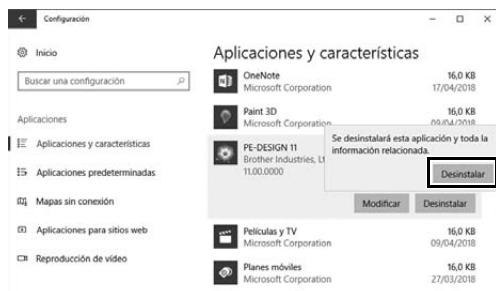 Configuración
Inicio
Buscar una configuración
Aplicaciones
Aplicaciones y características
Aplicaciones predeterminadas
Mapas sin conexión
Aplicaciones para sitios web
Reproducción de vídeo
Aplicaciones y características
OneNote 16,0 KB
Microsoft Corporation 17/04/2018
Paint 3D 16,0 KB
Microsoft Corporation 09/04/2018
Se desinstalará esta aplicación y toda la
información relacionada.
Desinstalar
PE-DESIGN 11
Brother Industries,
11.00.0000
Modificar Desinstalar
Películas y TV 16,0 KB
Microsoft Corporation 09/04/2018
Planes móviles 16,0 KB
Microsoft Corporation 27/03/2018